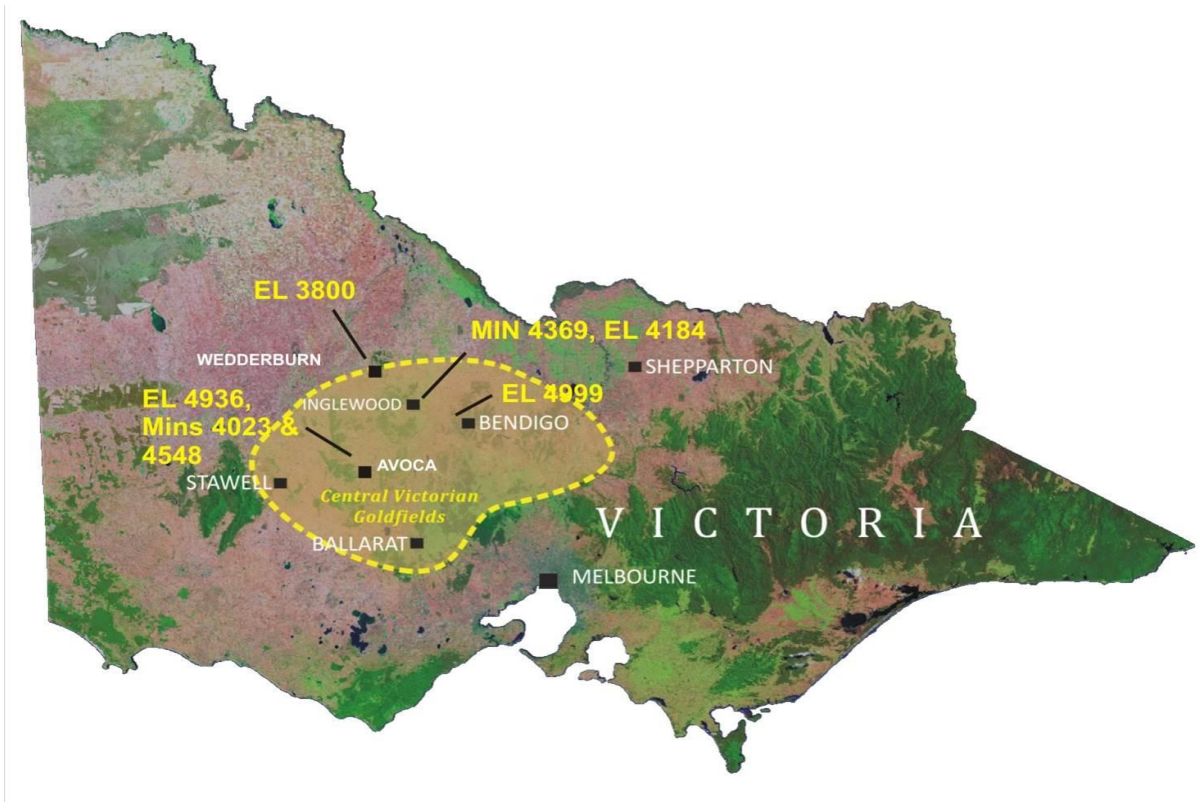 EL 3800
MIN 4369, EL 4184
WEDDERBURN
SHEPPARTON
EL 4936,
Mins 4023 &
4548
INGLEWOOD
EL 4999
BENDIGO
AVOCA
STAWELL
Central Victorian
Goldfields
VICTORIA
BALLARAT
MELBOURNE